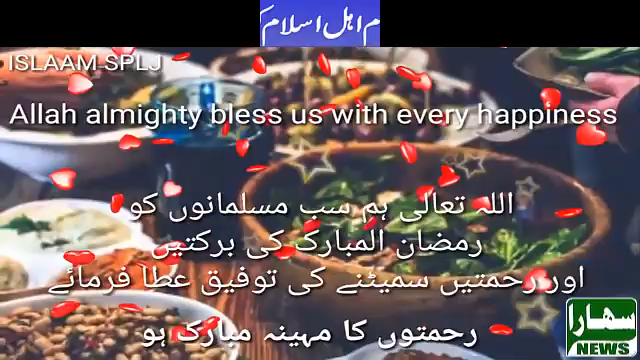 م اہل اسلام
ISLAAM SPLJ
Allah almighty bless us with every happiness
اللہ تعالی ہم سب مسلمانوں کو
رمضان المبارک کی برکتیں
اور رحمتیں سمیٹنے کی توفیق عطا فرمائے
رحمتوں کا مہینہ مبارک ہو
سہارا
NEWS